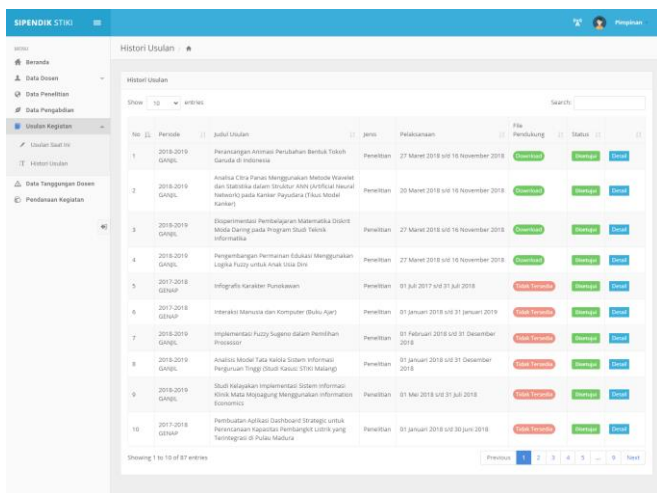 SIPENDIK STIKI
Pimpinan
MENU
Beranda
Data Dosen
Data Penelitian
Data Pengabdian
Usulan Kegiatan
Usulan Saat Ini
Histori Usulan
Data Tanggungan Dosen
Pendanaan Kegiatan
Histori Usulan
Histori Usulan
Show 10 entries
Search:
No Periode Judul Usulan Jenis Pelaksanaan File Pendukung Status
1 2018-2019 GANJIL Perancangan Animasi Perubahan Bentuk Tokoh Garuda di Indonesia Penelitian 27 Maret 2018 s/d 16 November 2018 Download Disetujui Detail
2 2018-2019 GANJIL Analisa Citra Panas Menggunakan Metode Wavelet dan Statistika dalam Struktur ANN (Artificial Neural Network) pada Kanker Payudara (Tikus Model Kanker) Penelitian 20 Maret 2018 s/d 16 November 2018 Download Disetujui Detail
3 2018-2019 GANJIL Eksperimentasi Pembelajaran Matematika Diskrit Moda Daring pada Program Studi Teknik Informatika Penelitian 27 Maret 2018 s/d 16 November 2018 Download Disetujui Detail
4 2018-2019 GANJIL Pengembangan Permainan Edukasi Menggunakan Logika Fuzzy untuk Anak Usia Dini Penelitian 27 Maret 2018 s/d 16 November 2018 Download Disetujui Detail
5 2017-2018 GENAP Infografis Karakter Punokawan Penelitian 01 Juli 2017 s/d 31 Juli 2018 Tidak Tersedia Disetujui Detail
6 2017-2018 GENAP Interaksi Manusia dan Komputer (Buku Ajar) Penelitian 01 Januari 2018 s/d 31 Januari 2019 Tidak Tersedia Disetujui Detail
7 2018-2019 GANJIL Implementasi Fuzzy Sugeno dalam Pemilihan Processor Penelitian 01 Februari 2018 s/d 31 Desember 2018 Tidak Tersedia Disetujui Detail
8 2018-2019 GANJIL Analisis Model Tata Kelola Sistem Informasi Perguruan Tinggi (Studi Kasus: STIKI Malang) Penelitian 01 Januari 2018 s/d 31 Desember 2018 Tidak Tersedia Disetujui Detail
9 2018-2019 GANJIL Studi Kelayakan Implementasi Sistem Informasi Klinik Mata Mojoagung Menggunakan Information Economics Penelitian 01 Mei 2018 s/d 31 Juli 2018 Tidak Tersedia Disetujui Detail
10 2017-2018 GENAP Pembuatan Aplikasi Dashboard Strategic untuk Perencanaan Kapasitas Pembangkit Listrik yang Terintegrasi di Pulau Madura Penelitian 01 Januari 2018 s/d 30 Juni 2018 Tidak Tersedia Disetujui Detail
Showing 1 to 10 of 87 entries
Previous 1 2 3 4 5 ... 9 Next